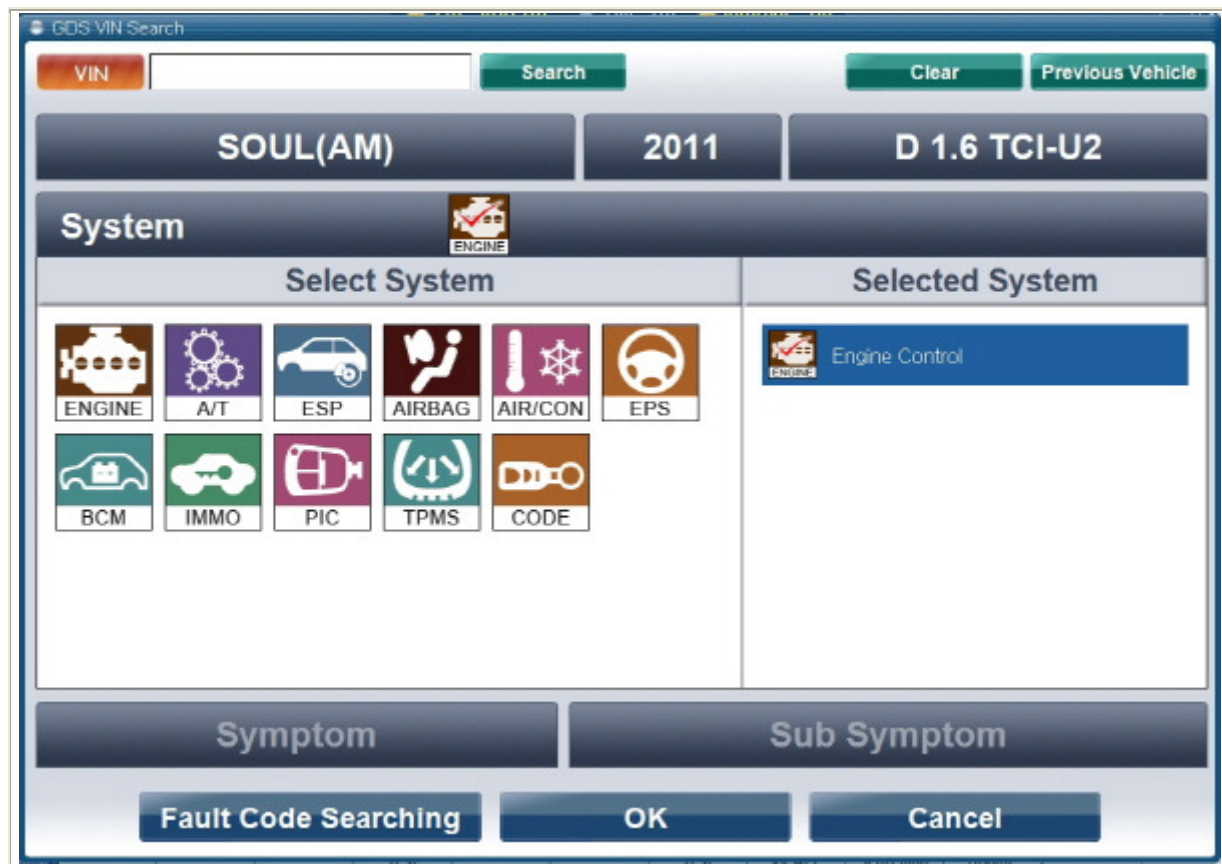 GDS VIN Search
VIN Search Clear Previous Vehicle
SOUL(AM) 2011 D 1.6 TCI-U2
System ENGINE
Select System Selected System
ENGINE A/T ESP AIRBAG AIR/CON EPS
ENGINE Engine Control
BCM IMMO PIC TPMS CODE
Symptom Sub Symptom
Fault Code Searching OK Cancel